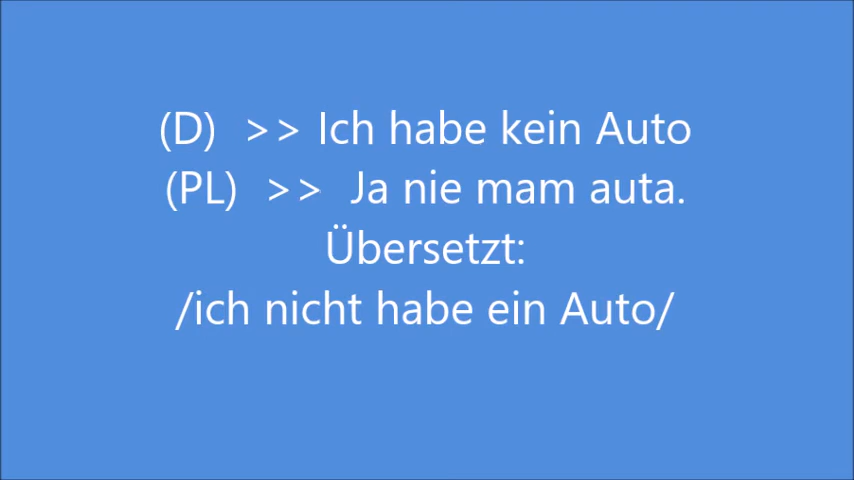 (D) >> Ich habe kein Auto
(PL) >> Ja nie mam auta.
Übersetzt:
/ich nicht habe ein Auto/